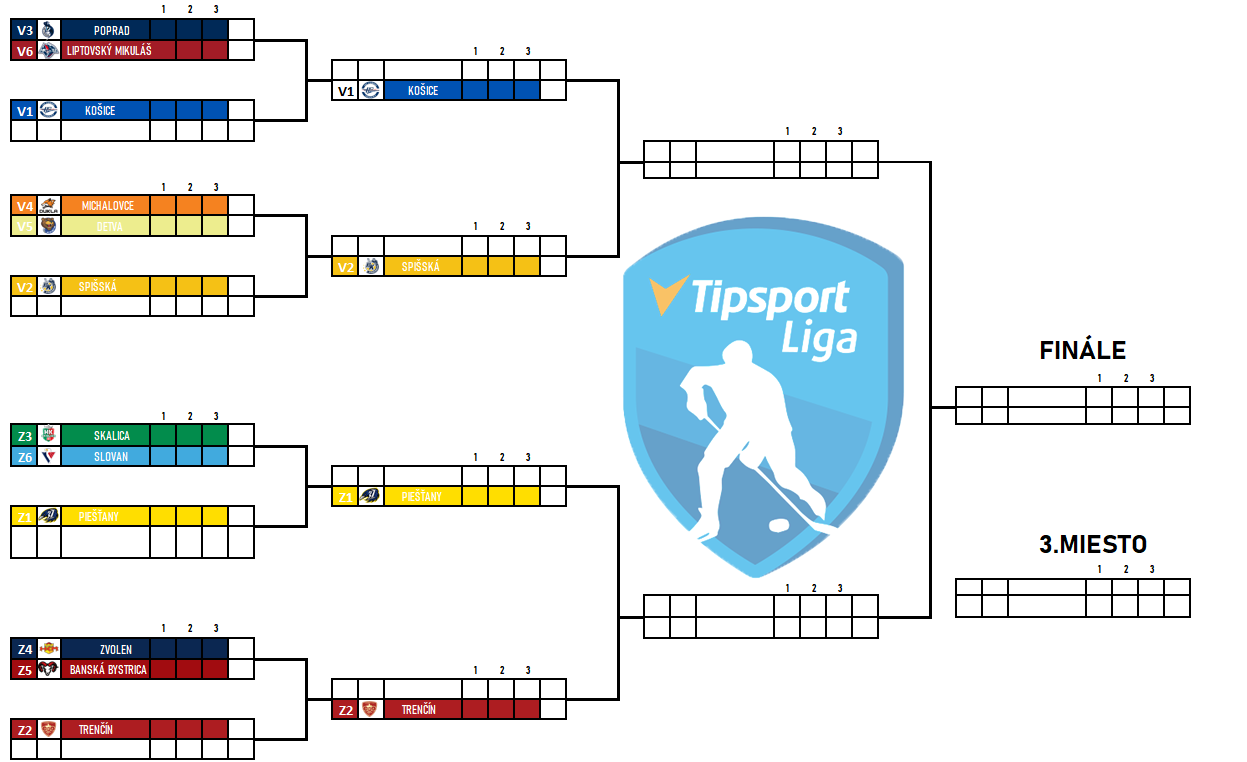 1 2 3
V3 POPRAD
V6 LIPTOVSKÝ MIKULÁŠ
V1 KOŠICE
1 2 3
V1 KOŠICE
1 2 3
1 2 3
V4 DUKLA MICHALOVCE
V5 DETVA
V2 SPIŠSKÁ
1 2 3
V2 SPIŠSKÁ
Tipsport
Liga
1 2 3
Z3 HK SKALICA
Z6 SLOVAN
Z1 PIEŠŤANY
1 2 3
Z1 PIEŠŤANY
1 2 3
Z4 ZVOLEN
Z5 BANSKÁ BYSTRICA
Z2 TRENČÍN
1 2 3
Z2 TRENČÍN
1 2 3
FINÁLE
1 2 3
3.MIESTO
1 2 3